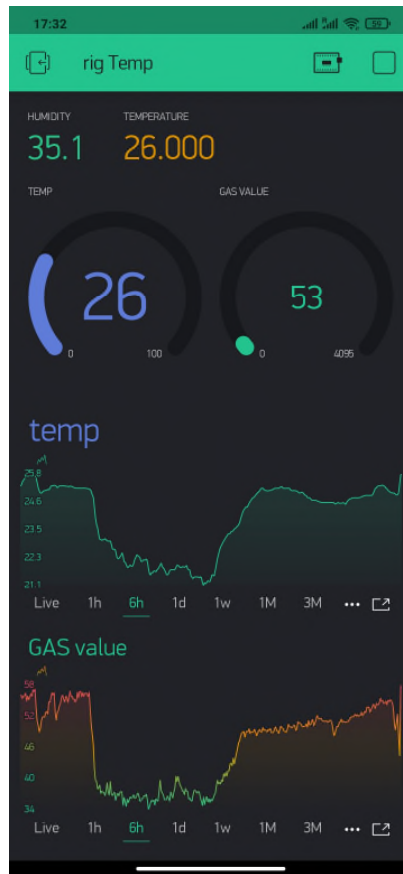 17:32
59
rig Temp
HUMIDITY TEMPERATURE
35.1 26.000
TEMP GAS VALUE
26 53
0 100 0 4095
temp
25.8
24.6
23.5
22.3
21.1
Live 1h 6h 1d 1w 1M 3M
GAS value
58
52
46
40
34
Live 1h 6h 1d 1w 1M 3M